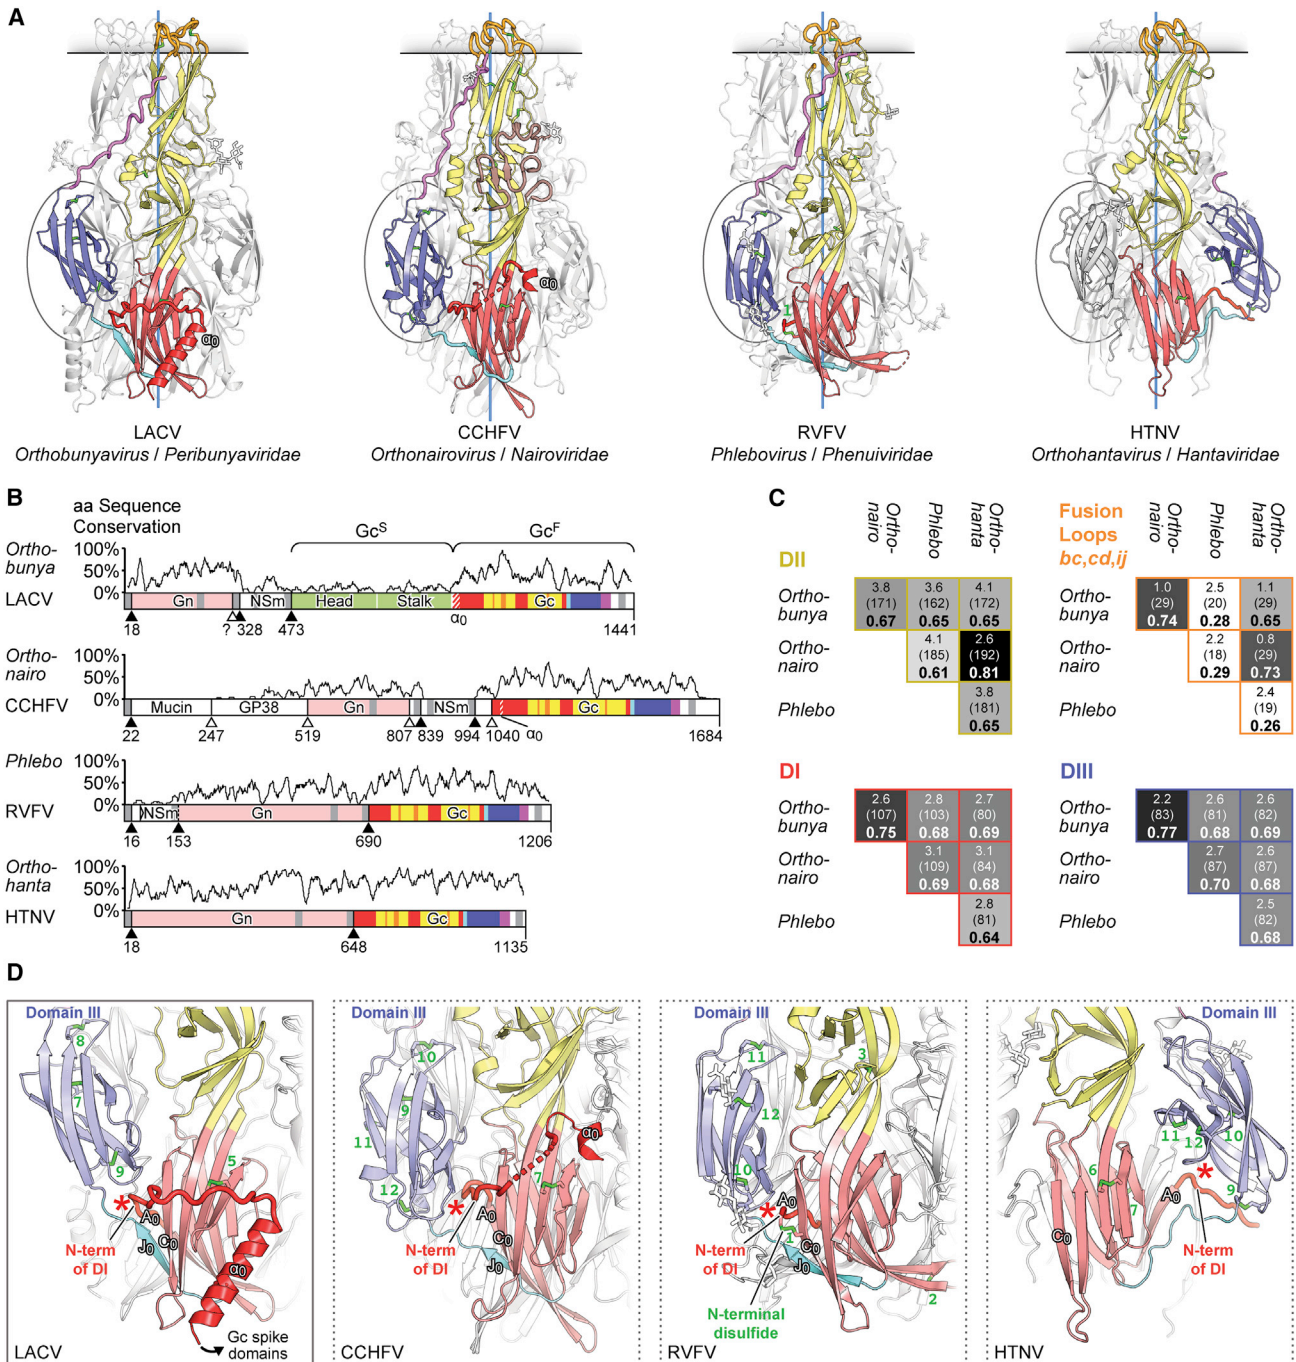 A
α0
α0
1
LACV
CCHFV
RVFV
HTNV
Orthobunyavirus / Peribunyaviridae
Orthonairovirus / Nairoviridae
Phlebovirus / Phenuiviridae
Orthohantavirus / Hantaviridae
B
aa Sequence
Conservation
GcS
GcF
Ortho-
bunya
100%
50%
0%
LACV
Gn
NSm
Head
Stalk
Gc
18
?
328
473
α0
1441
Ortho-
nairo
100%
50%
0%
CCHFV
Mucin
GP38
Gn
NSm
Gc
22
247
519
807
839
994
1040
α0
1684
Phlebo
100%
50%
0%
RVFV
NSm
Gn
Gc
16
153
690
1206
Ortho-
hanta
100%
50%
0%
HTNV
Gn
Gc
18
648
1135
C
DII
Ortho-
nairo
Phlebo
Ortho-
hanta
Ortho-
bunya
3.8
(171)
0.67
3.6
(162)
0.65
4.1
(172)
0.65
Ortho-
nairo
4.1
(185)
0.61
2.6
(192)
0.81
Phlebo
3.8
(181)
0.65
Fusion
Loops
bc,cd,ij
Ortho-
nairo
Phlebo
Ortho-
hanta
Ortho-
bunya
1.0
(29)
0.74
2.5
(20)
0.28
1.1
(29)
0.65
Ortho-
nairo
2.2
(18)
0.29
0.8
(29)
0.73
Phlebo
2.4
(19)
0.26
DI
Ortho-
bunya
2.6
(107)
0.75
2.8
(103)
0.68
2.7
(80)
0.69
Ortho-
nairo
3.1
(109)
0.69
3.1
(84)
0.68
Phlebo
2.8
(81)
0.64
DIII
Ortho-
bunya
2.2
(83)
0.77
2.6
(81)
0.68
2.6
(82)
0.69
Ortho-
nairo
2.7
(87)
0.70
2.6
(87)
0.68
Phlebo
2.5
(82)
0.68
D
Domain III
8
7
9
5
*
A0
C0
J0
α0
N-term
of DI
Gc spike
domains
LACV
Domain III
10
9
11
12
7
α0
*
A0
C0
J0
N-term
of DI
CCHFV
Domain III
11
3
12
10
*
A0
1
C0
J0
2
N-term
of DI
N-terminal
disulfide
RVFV
Domain III
11
12
10
6
7
9
*
A0
C0
N-term
of DI
HTNV